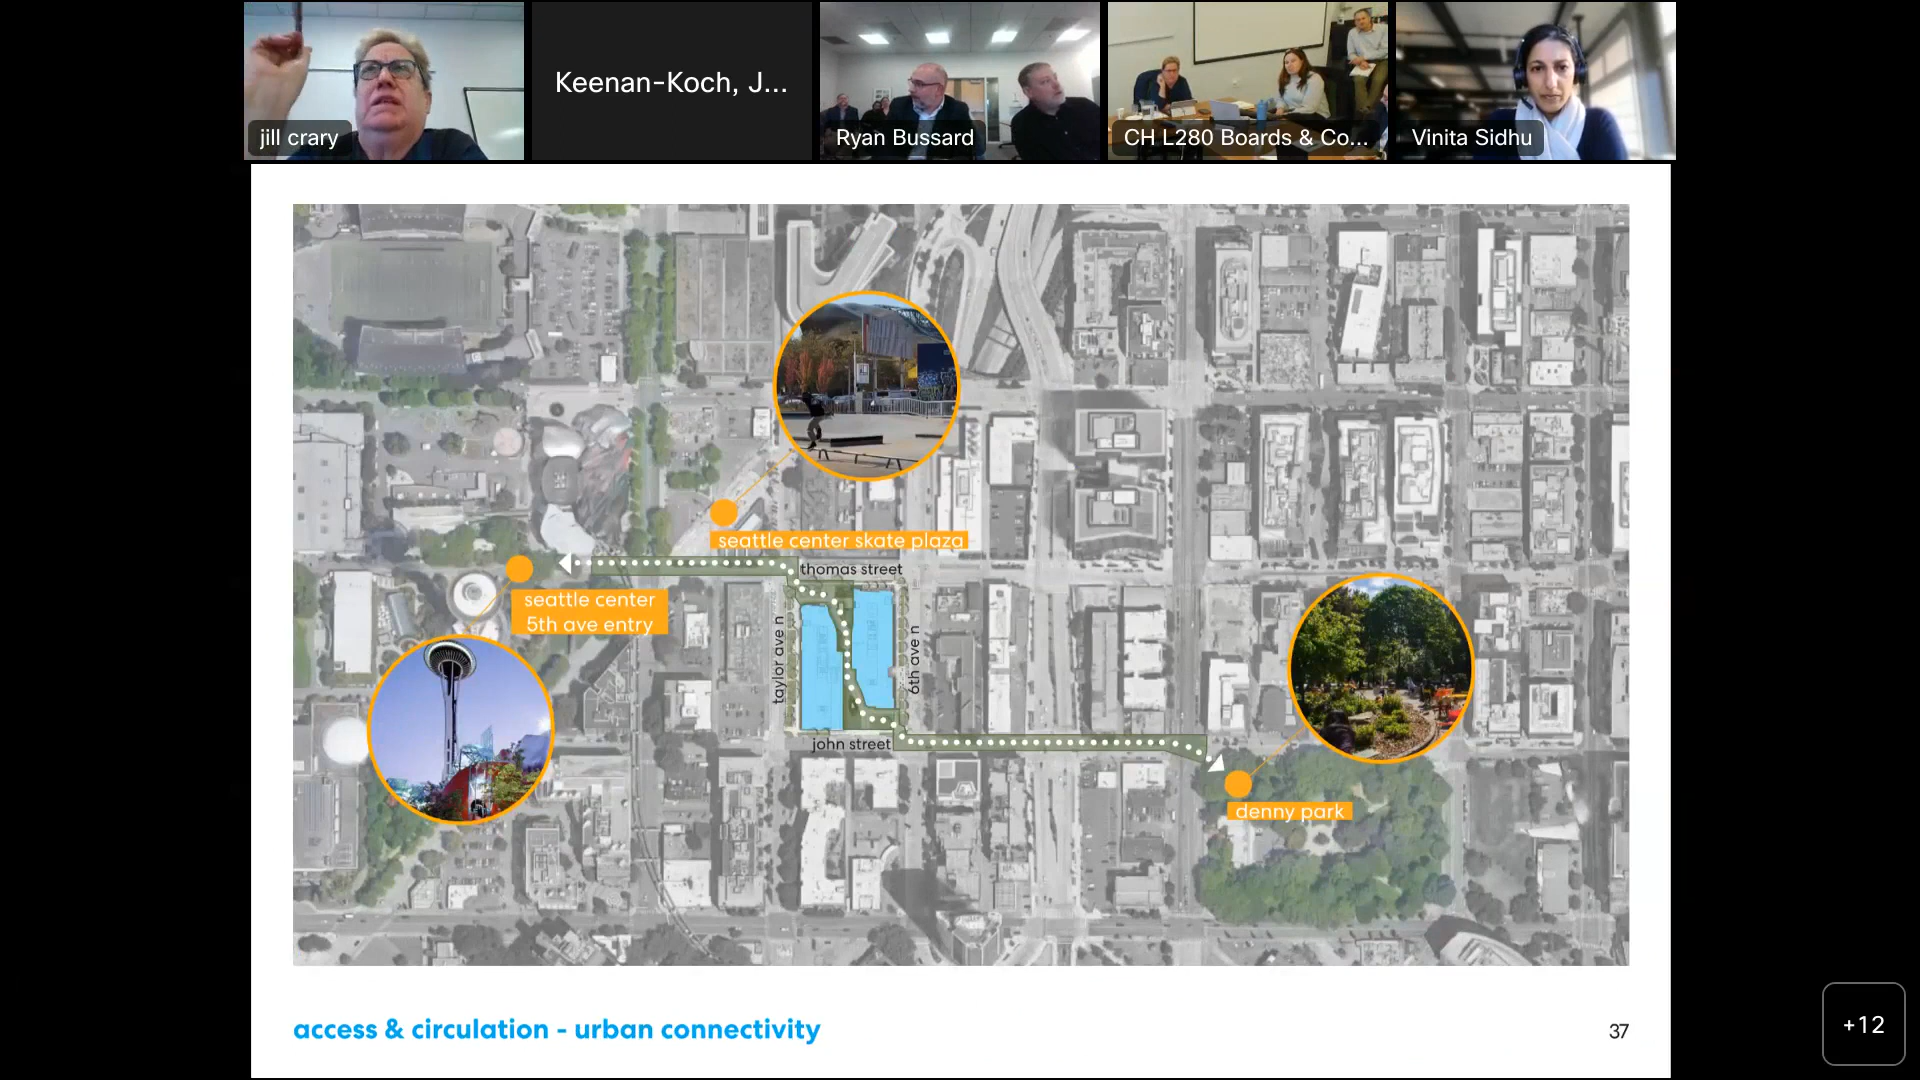 jill crary
Keenan-Koch, J...
Ryan Bussard
CH L280 Boards & Co...
Vinita Sidhu
seattle center skate plaza
thomas street
seattle center
5th ave entry
taylor ave n
6th ave n
john street
denny park
access & circulation - urban connectivity
37
+12